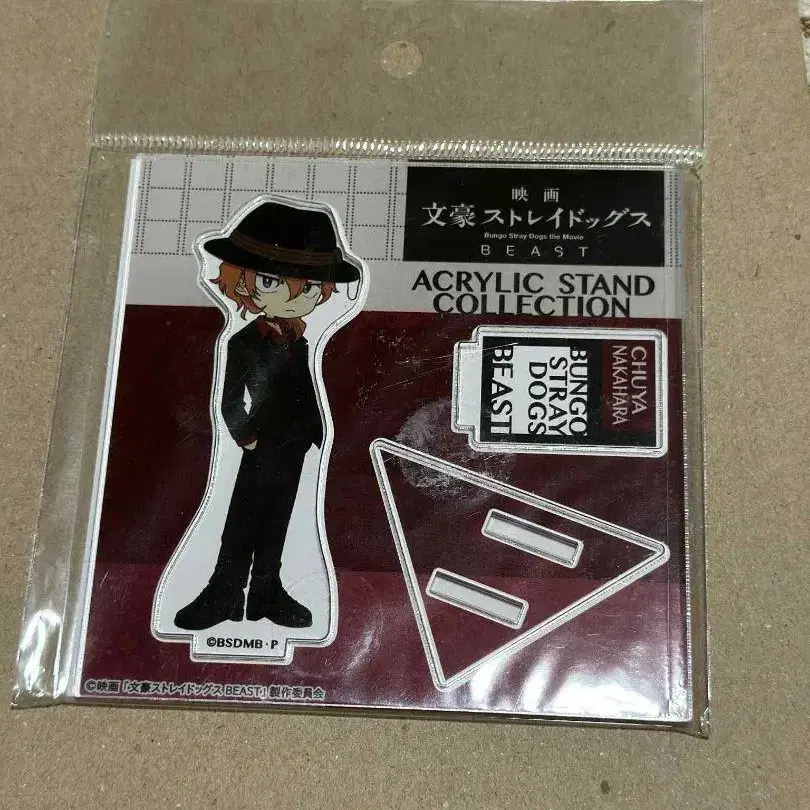 映画
文豪ストレイドッグス
Bungo Stray Dogs the Movie
BEAST
ACRYLIC STAND
COLLECTION
CHUYA
NAKAHARA
BUNGO
STRAY
DOGS
BEAST
©BSDMB・P
©映画「文豪ストレイドッグス BEAST」製作委員会